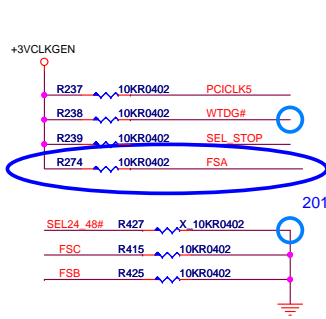 +3VCLKGEN
R237 10KR0402 PCICLK5
R238 10KR0402 WTDG#
R239 10KR0402 SEL_STOP
R274 10KR0402 FSA
201
SEL24_48# R427 X_10KR0402
FSC R415 10KR0402
FSB R425 10KR0402